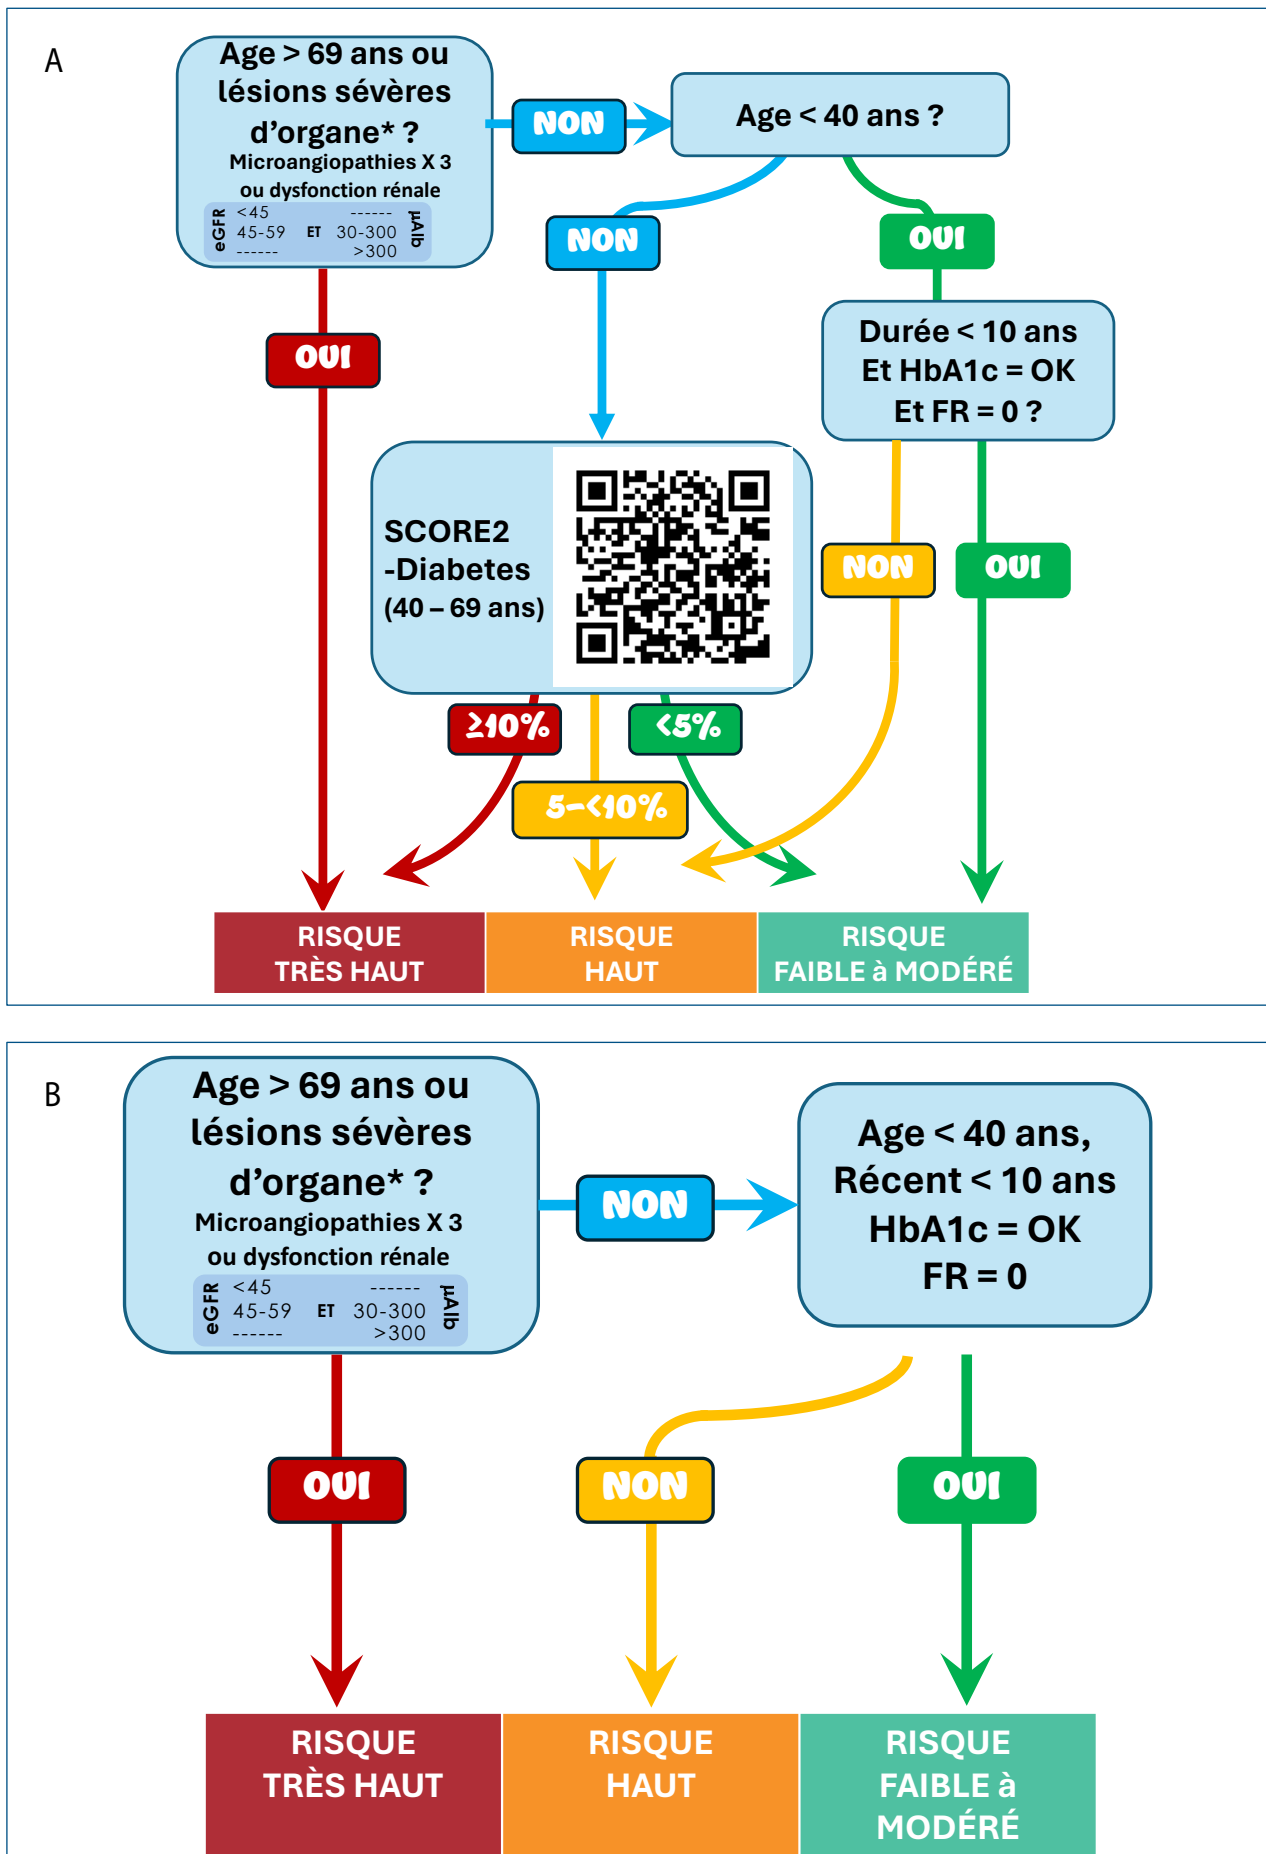 A
Age > 69 ans ou
lésions sévères
d'organe* ?
Microangiopathies X 3
ou dysfonction rénale
eGFR
<45 ------
45-59 ET 30-300
------ >300
µAlb
NON
Age < 40 ans ?
NON
OUI
OUI
Durée < 10 ans
Et HbA1c = OK
Et FR = 0 ?
SCORE2
-Diabetes
(40 – 69 ans)
NON
OUI
≥10%
<5%
5-<10%
RISQUE
TRÈS HAUT
RISQUE
HAUT
RISQUE
FAIBLE à MODÉRÉ
B
Age > 69 ans ou
lésions sévères
d'organe* ?
Microangiopathies X 3
ou dysfonction rénale
eGFR
<45 ------
45-59 ET 30-300
------ >300
µAlb
NON
Age < 40 ans,
Récent < 10 ans
HbA1c = OK
FR = 0
OUI
NON
OUI
RISQUE
TRÈS HAUT
RISQUE
HAUT
RISQUE
FAIBLE à
MODÉRÉ